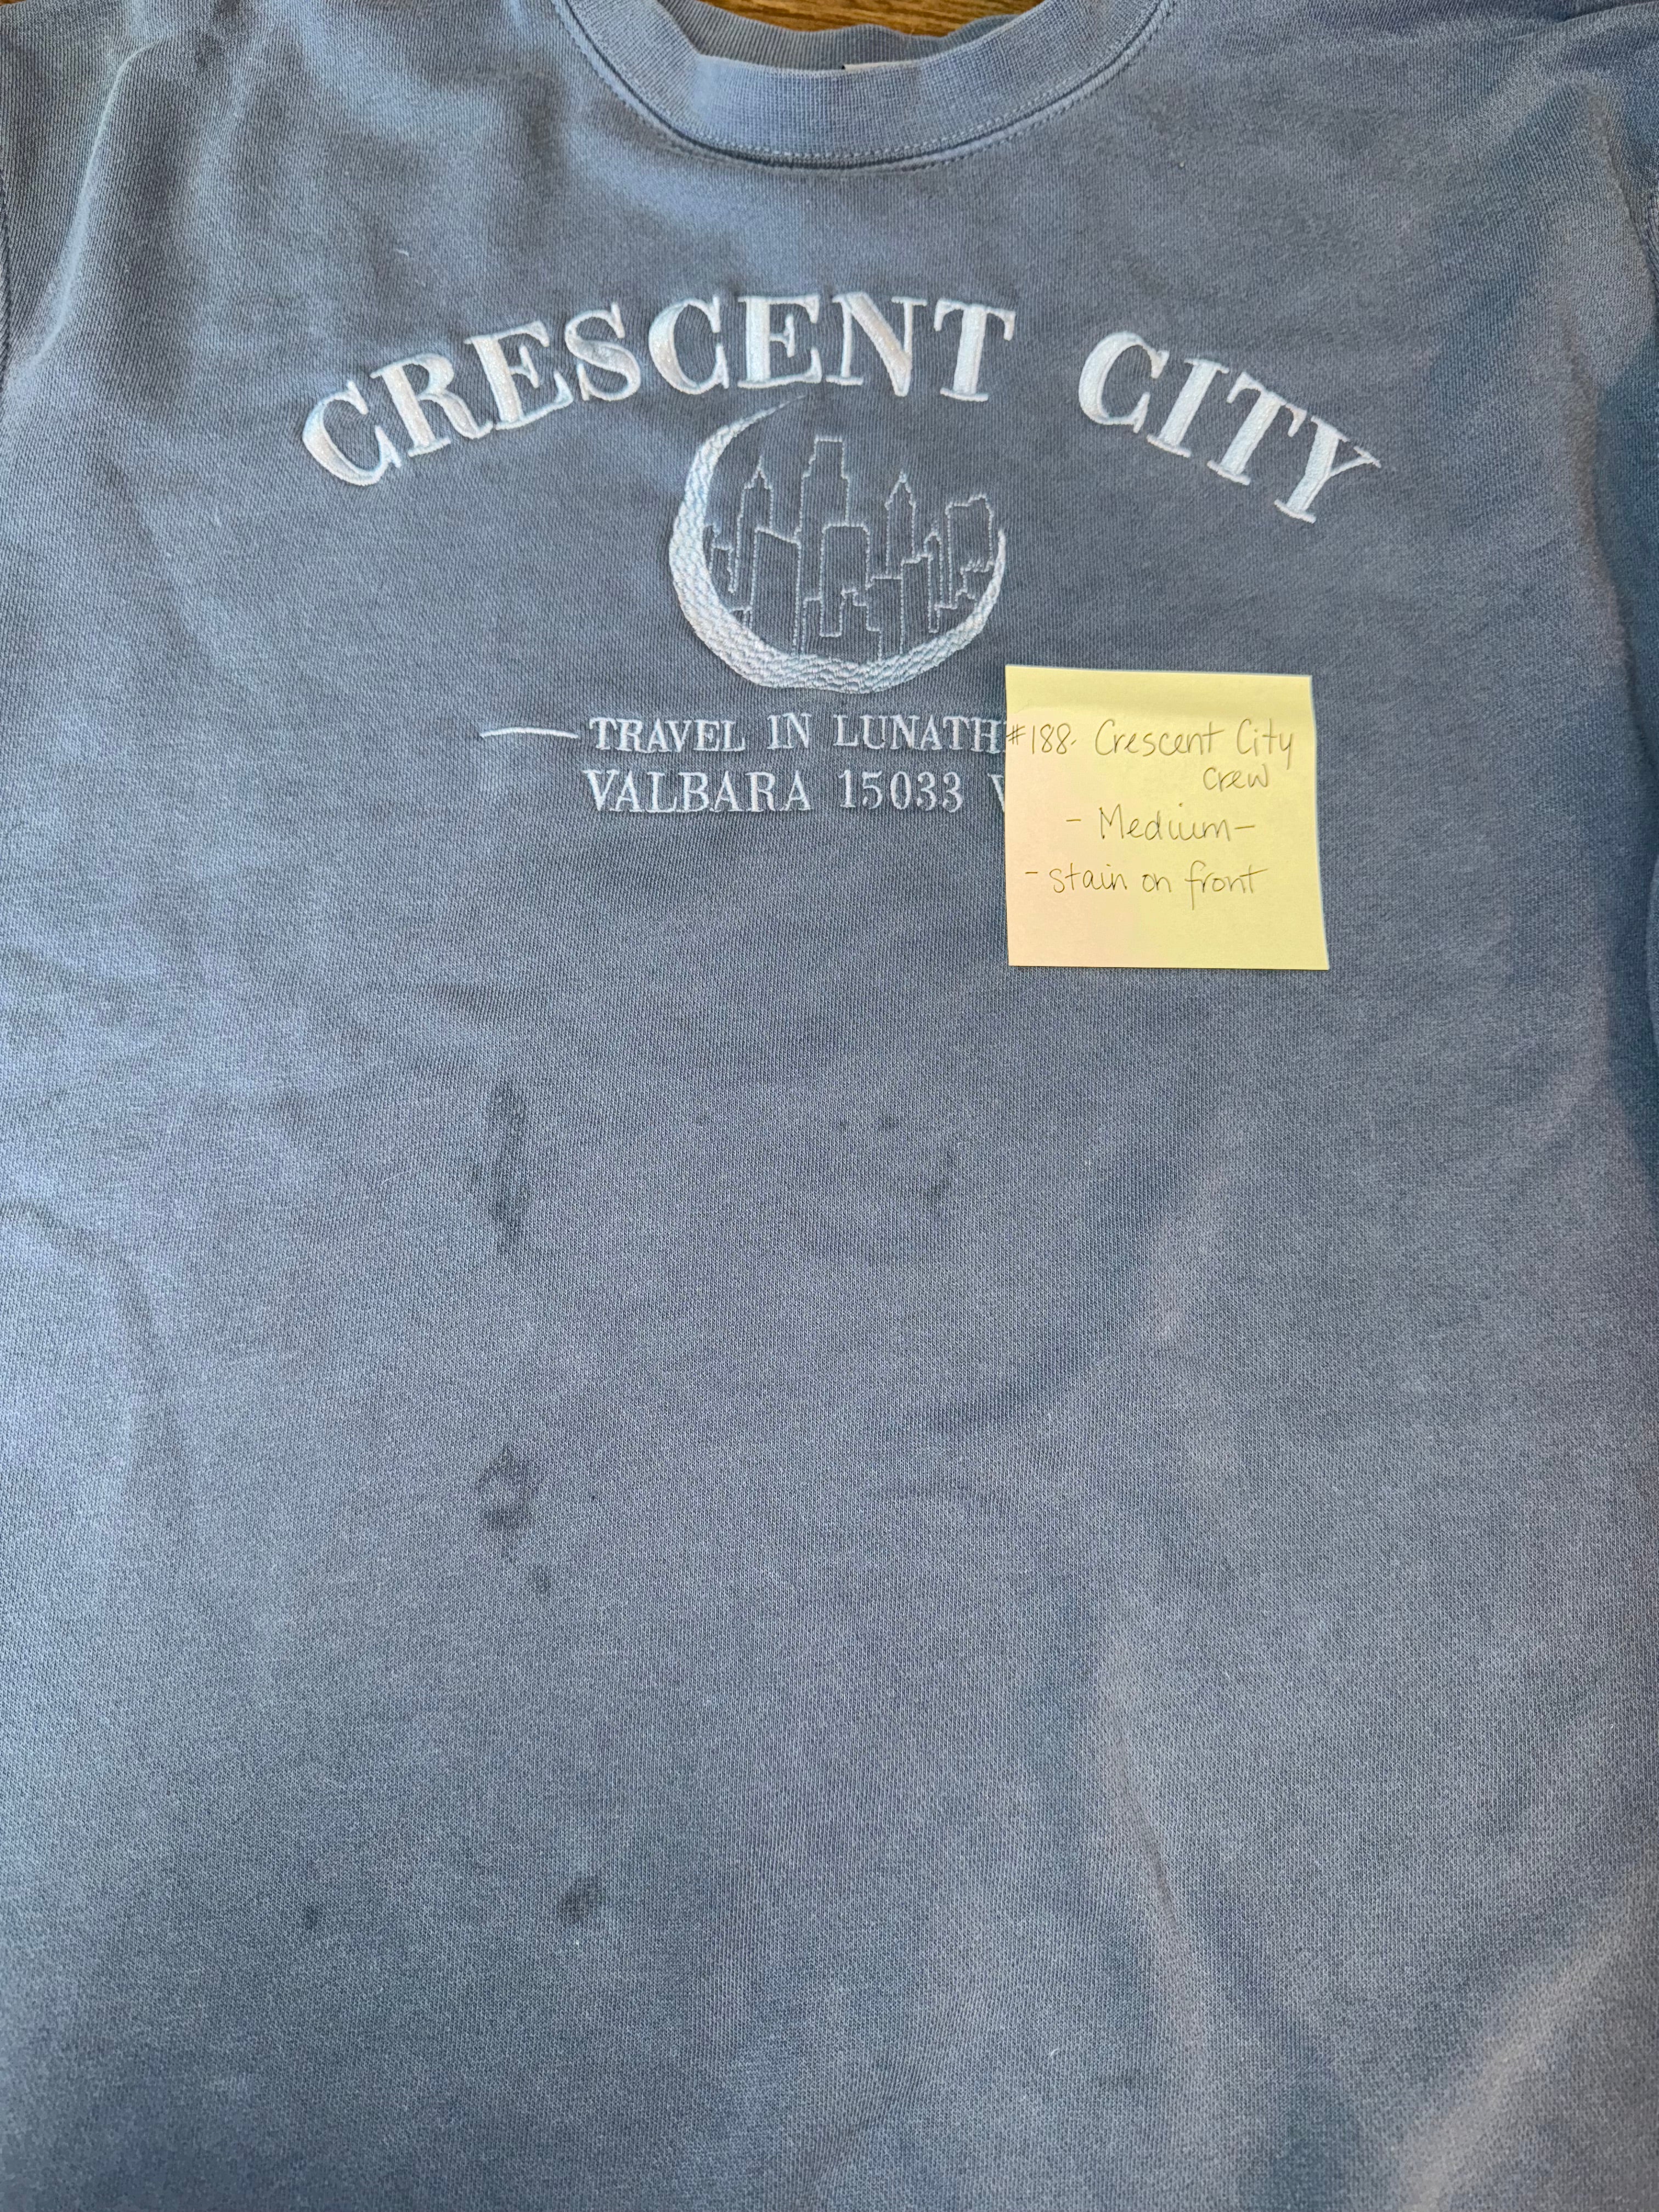 CRESCENT CITY
TRAVEL IN LUNATH
VALBARA 15033
#188. Crescent City
crew
- Medium -
- stain on front